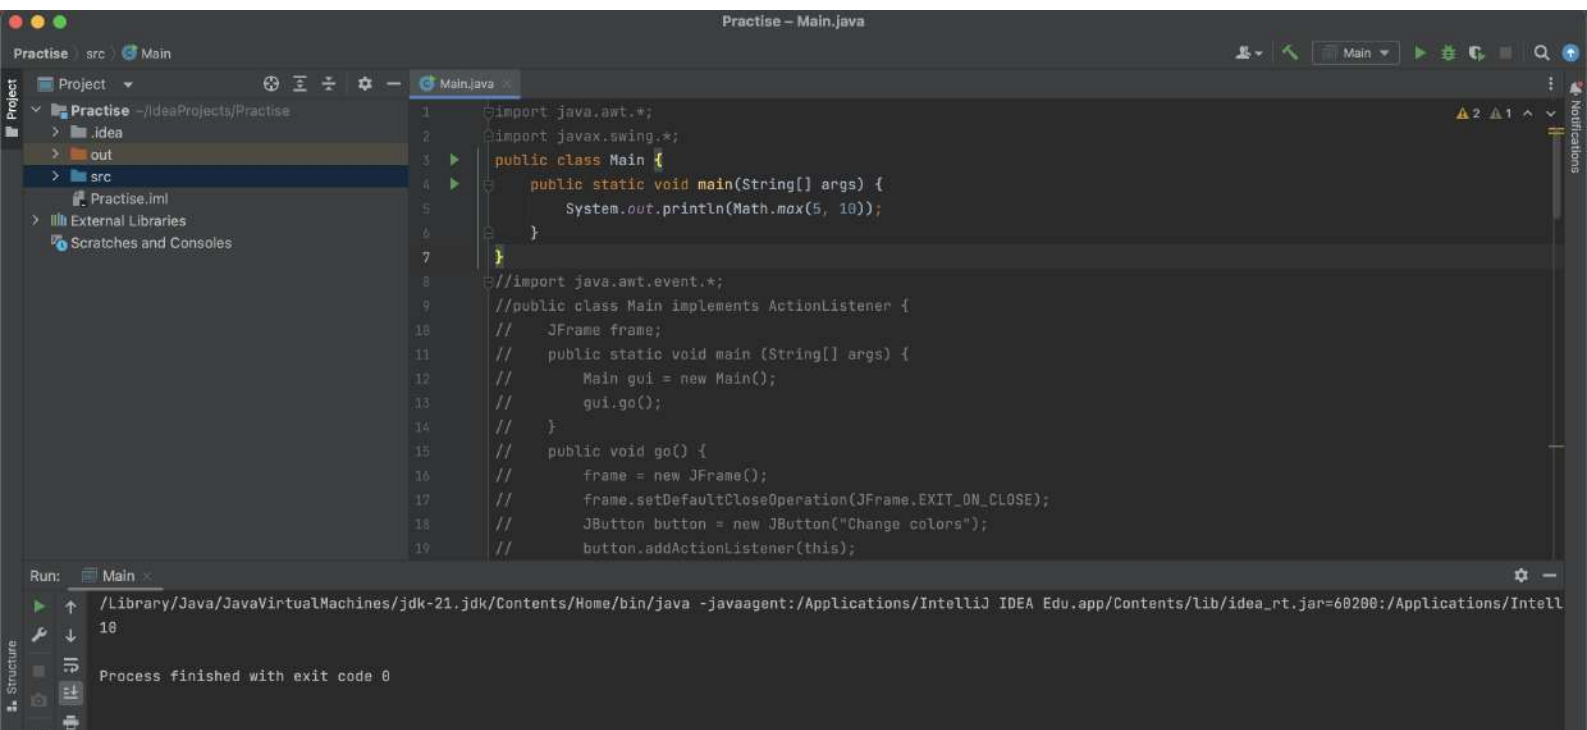 Practise – Main.java
Practise src Main
Main
Project
Main.java
Project
Notifications
Practise ~/IdeaProjects/Practise
.idea
out
src
Practise.iml
External Libraries
Scratches and Consoles
2 1
1 import java.awt.*;
2 import javax.swing.*;
3 public class Main {
4 public static void main(String[] args) {
5 System.out.println(Math.max(5, 10));
6 }
7 }
8 //import java.awt.event.*;
9 //public class Main implements ActionListener {
10 // JFrame frame;
11 // public static void main (String[] args) {
12 // Main gui = new Main();
13 // gui.go();
14 // }
15 // public void go() {
16 // frame = new JFrame();
17 // frame.setDefaultCloseOperation(JFrame.EXIT_ON_CLOSE);
18 // JButton button = new JButton("Change colors");
19 // button.addActionListener(this);
Run: Main
/Library/Java/JavaVirtualMachines/jdk-21.jdk/Contents/Home/bin/java -javaagent:/Applications/IntelliJ IDEA Edu.app/Contents/lib/idea_rt.jar=60200:/Applications/Intell
10
Process finished with exit code 0
Structure